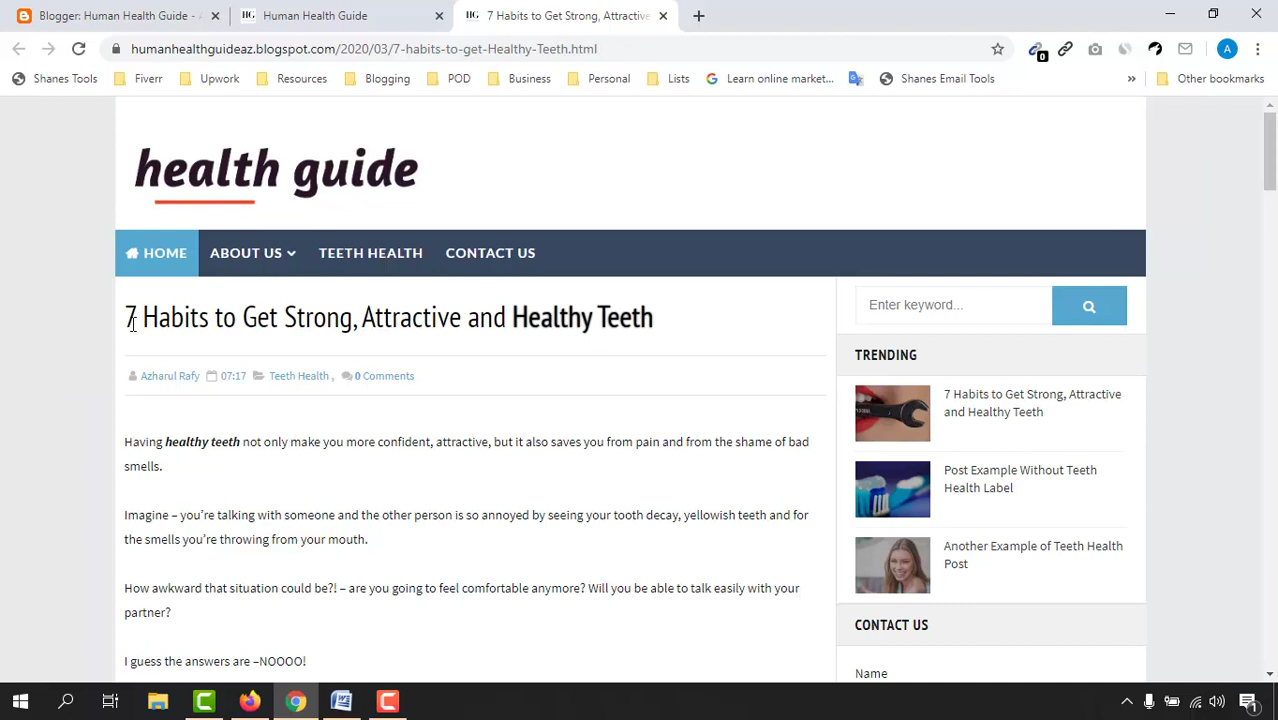 Blogger: Human Health Guide -
Human Health Guide
7 Habits to Get Strong, Attractive
humanhealthguideaz.blogspot.com/2020/03/7-habits-to-get-Healthy-Teeth.html
0
A
Shanes Tools
Fiverr
Upwork
Resources
Blogging
POD
Business
Personal
Lists
Learn online market...
Shanes Email Tools
»
Other bookmarks
health guide
HOME
ABOUT US
TEETH HEALTH
CONTACT US
7 Habits to Get Strong, Attractive and Healthy Teeth
Azharul Rafy
07:17
Teeth Health ,
0 Comments
Having healthy teeth not only make you more confident, attractive, but it also saves you from pain and from the shame of bad
smells.
Imagine – you’re talking with someone and the other person is so annoyed by seeing your tooth decay, yellowish teeth and for
the smells you’re throwing from your mouth.
How awkward that situation could be?! – are you going to feel comfortable anymore? Will you be able to talk easily with your
partner?
I guess the answers are –NOOOO!
Enter keyword...
TRENDING
7 Habits to Get Strong, Attractive
and Healthy Teeth
Post Example Without Teeth
Health Label
Another Example of Teeth Health
Post
CONTACT US
Name
1